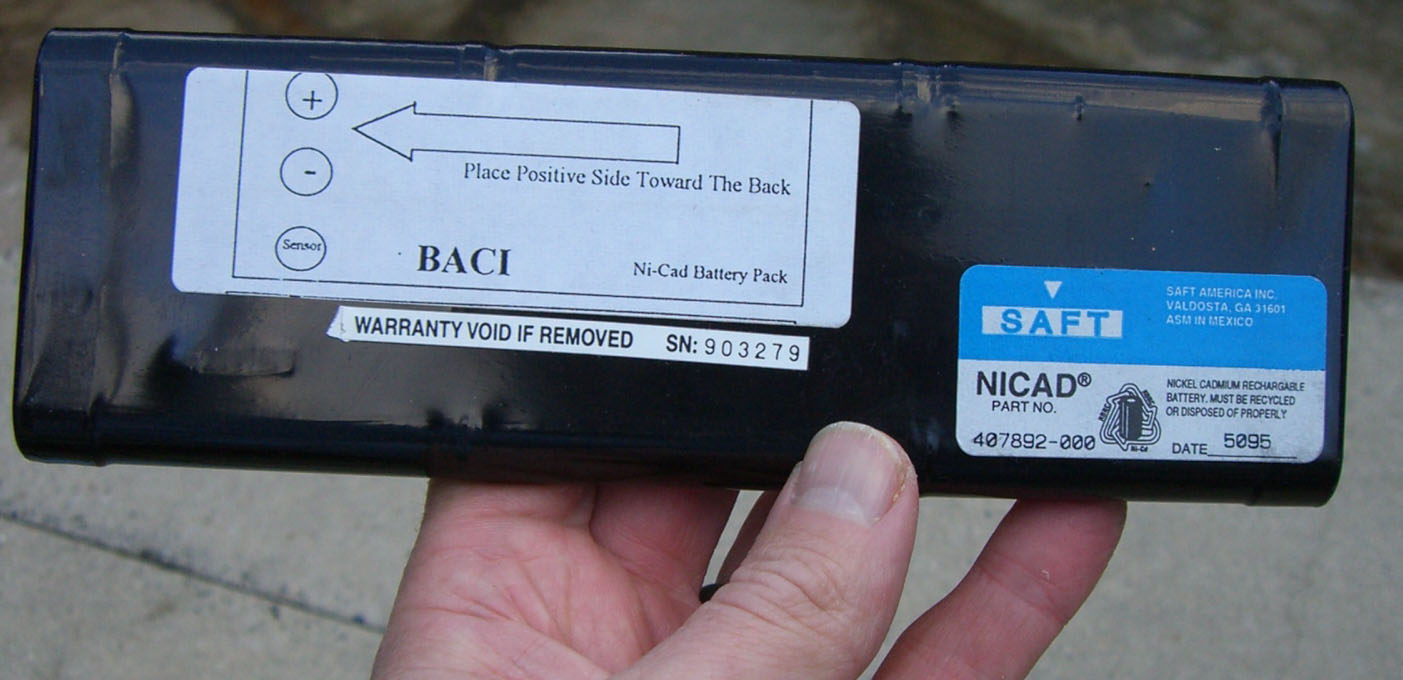 +
-
Sensor
Place Positive Side Toward The Back
BACI
Ni-Cad Battery Pack
WARRANTY VOID IF REMOVED SN: 903279
SAFT
SAFT AMERICA INC.
VALDOSTA, GA 31601
ASM IN MEXICO
NICAD®
PART NO.
407892-000
Ni-Cd
NICKEL CADMIUM RECHARGABLE
BATTERY. MUST BE RECYCLED
OR DISPOSED OF PROPERLY
DATE 5095